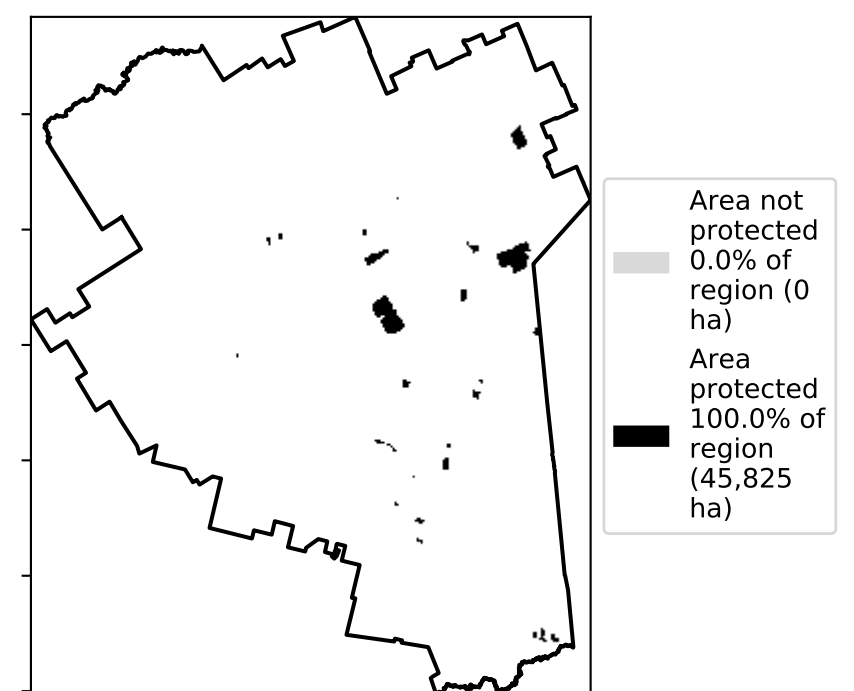 Area not
protected
0.0% of
region (0
ha)
Area
protected
100.0% of
region
(45,825
ha)